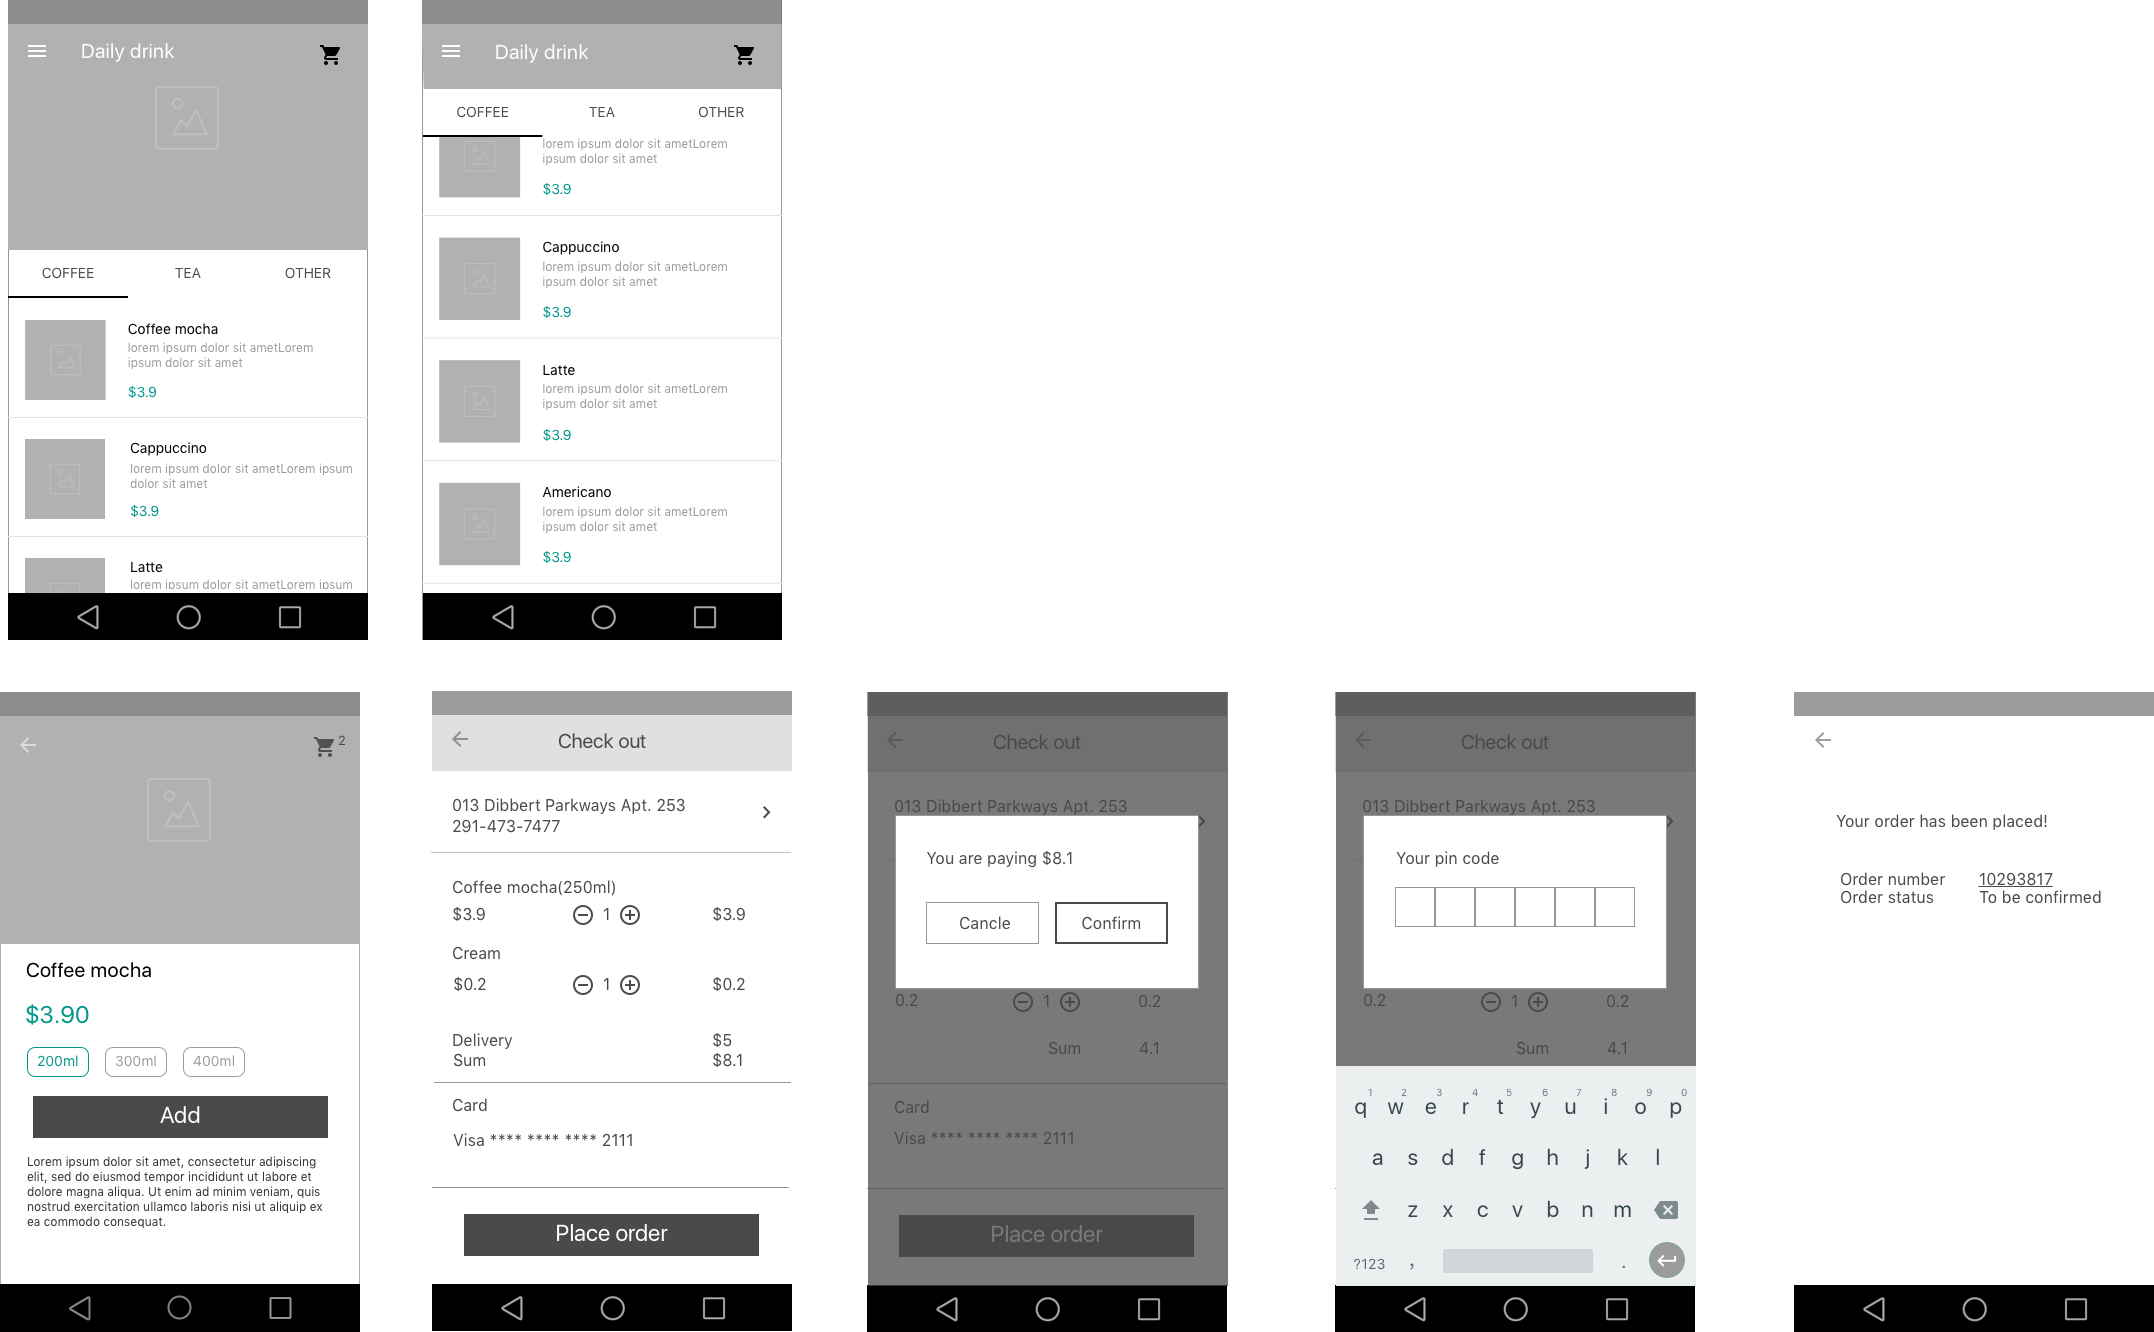 Daily drink
COFFEE TEA OTHER
Coffee mocha
lorem ipsum dolor sit ametLorem
ipsum dolor sit amet
$3.9
Cappuccino
lorem ipsum dolor sit ametLorem ipsum
dolor sit amet
$3.9
Latte
lorem ipsum dolor sit ametLorem ipsum
Daily drink
COFFEE TEA OTHER
lorem ipsum dolor sit ametLorem
ipsum dolor sit amet
$3.9
Cappuccino
lorem ipsum dolor sit ametLorem
ipsum dolor sit amet
$3.9
Latte
lorem ipsum dolor sit ametLorem
ipsum dolor sit amet
$3.9
Americano
lorem ipsum dolor sit ametLorem
ipsum dolor sit amet
$3.9
2
Coffee mocha
$3.90
200ml 300ml 400ml
Add
Lorem ipsum dolor sit amet, consectetur adipiscing
elit, sed do eiusmod tempor incididunt ut labore et
dolore magna aliqua. Ut enim ad minim veniam, quis
nostrud exercitation ullamco laboris nisi ut aliquip ex
ea commodo consequat.
Check out
013 Dibbert Parkways Apt. 253
291-473-7477
Coffee mocha(250ml)
$3.9 1 $3.9
Cream
$0.2 1 $0.2
Delivery $5
Sum $8.1
Card
Visa **** **** **** 2111
Place order
Check out
013 Dibbert Parkways Apt. 253
You are paying $8.1
Cancle Confirm
0.2 1 0.2
Sum 4.1
Card
Visa **** **** **** 2111
Place order
Check out
013 Dibbert Parkways Apt. 253
Your pin code
0.2 1 0.2
Sum 4.1
1 2 3 4 5 6 7 8 9 0
q w e r t y u i o p
a s d f g h j k l
z x c v b n m
?123 , .
Your order has been placed!
Order number 10293817
Order status To be confirmed